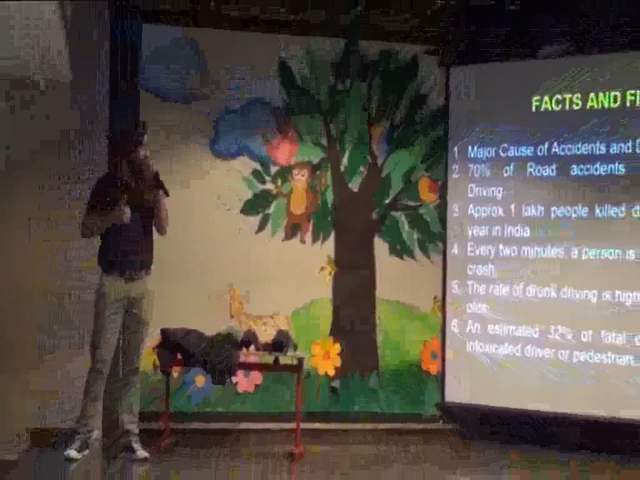 FACTS AND FI
1 Major Cause of Accidents and D
2. 70% of Road accidents
Driving.
3 Approx 1 lakh people killed d
year in India
4. Every two minutes, a person is
crash.
5. The rate of drunk driving is high
olds.
6. An estimated 32% of fatal c
intoxicated driver or pedestrian.